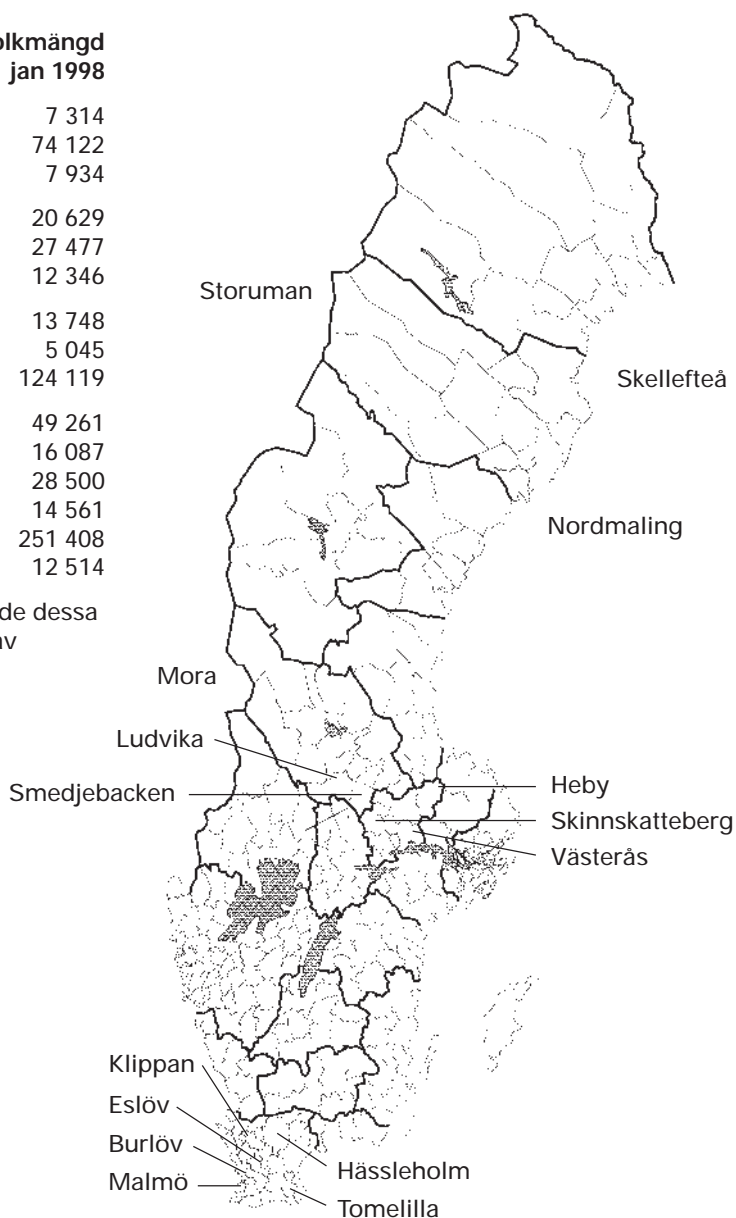 olkmängd
jan 1998
7 314
74 122
7 934
20 629
27 477
12 346
13 748
5 045
124 119
49 261
16 087
28 500
14 561
251 408
12 514
de dessa
av
Storuman
Skellefteå
Nordmaling
Mora
Ludvika
Smedjebacken
Heby
Skinnskatteberg
Västerås
Klippan
Eslöv
Burlöv
Malmö
Hässleholm
Tomelilla